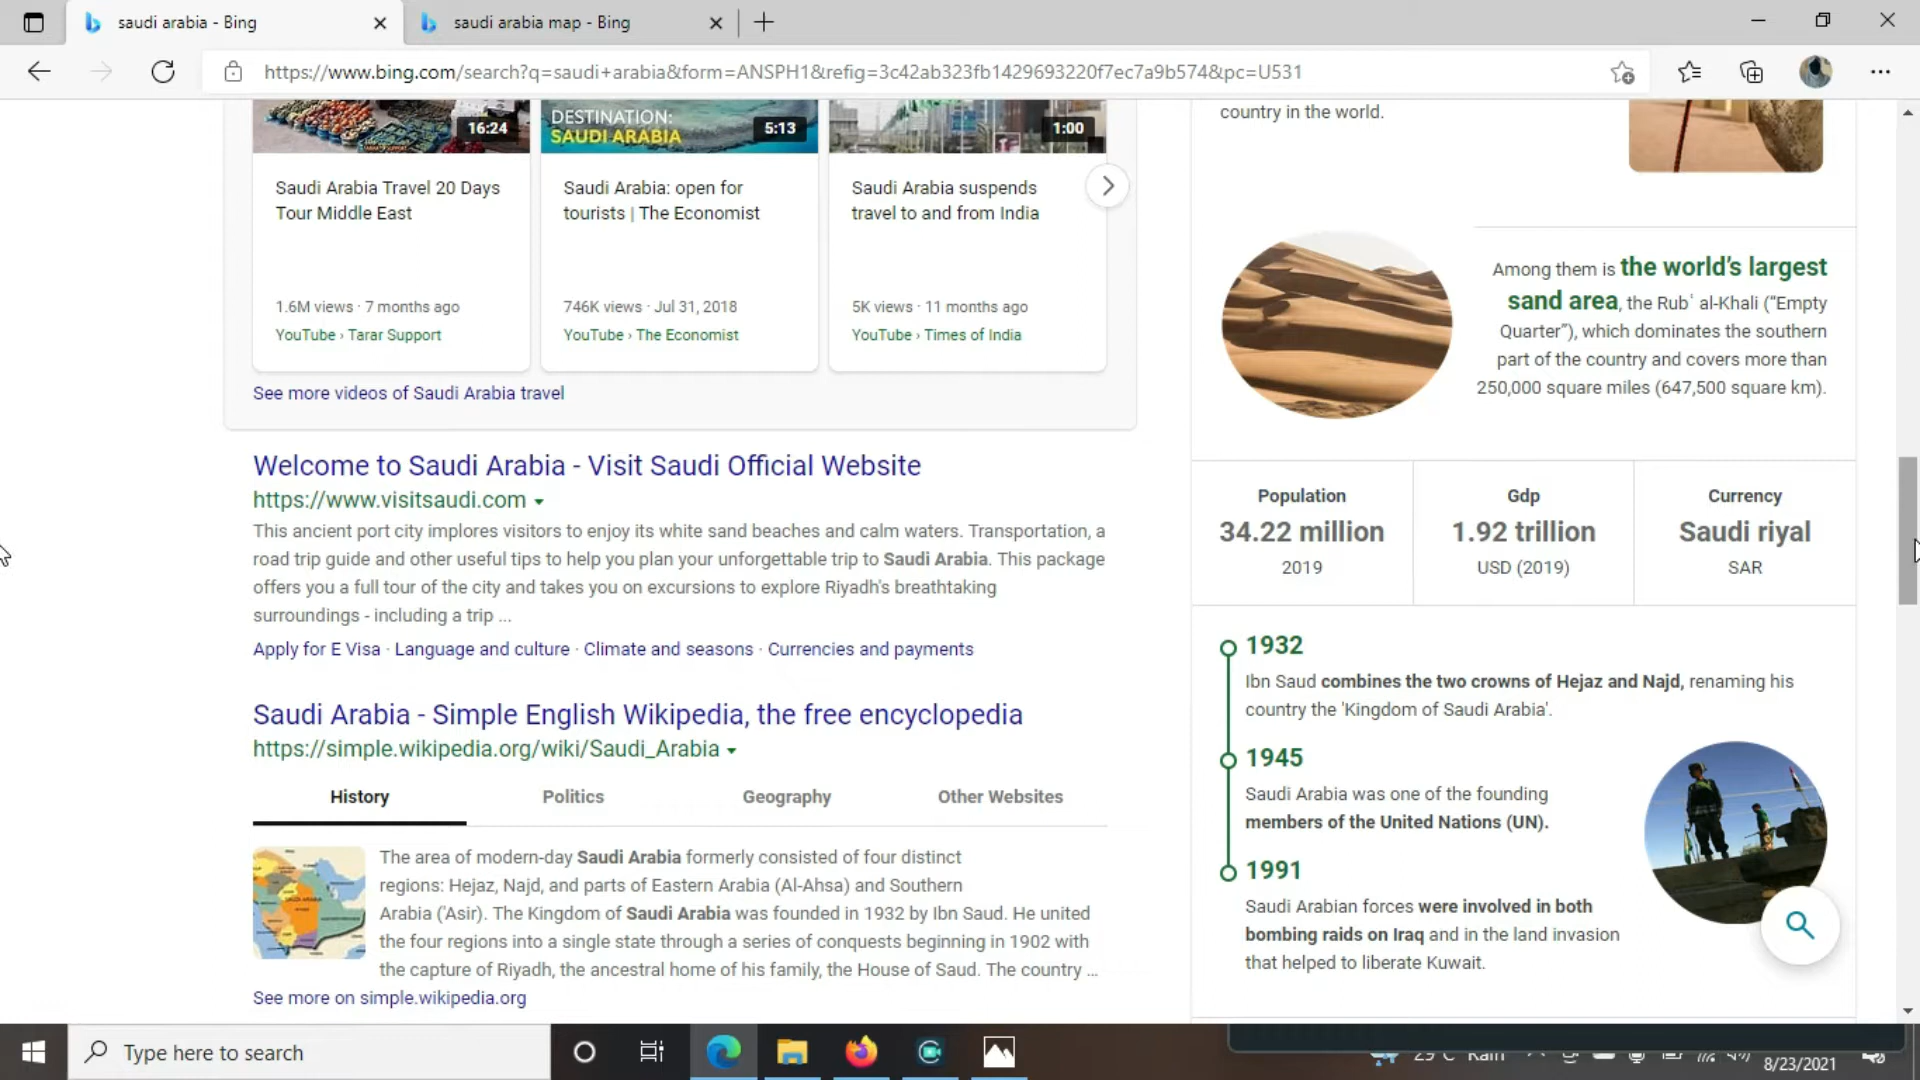 saudi arabia - Bing
saudi arabia map - Bing
https://www.bing.com/search?q=saudi+arabia&form=ANSPH1&refig=3c42ab323fb1429693220f7ec7a9b574&pc=U531
16:24
DESTINATION:
SAUDI ARABIA
5:13
1:00
Saudi Arabia Travel 20 Days
Tour Middle East
1.6M views · 7 months ago
YouTube › Tarar Support
Saudi Arabia: open for
tourists | The Economist
746K views · Jul 31, 2018
YouTube › The Economist
Saudi Arabia suspends
travel to and from India
5K views · 11 months ago
YouTube › Times of India
See more videos of Saudi Arabia travel
Welcome to Saudi Arabia - Visit Saudi Official Website
https://www.visitsaudi.com
This ancient port city implores visitors to enjoy its white sand beaches and calm waters. Transportation, a
road trip guide and other useful tips to help you plan your unforgettable trip to Saudi Arabia. This package
offers you a full tour of the city and takes you on excursions to explore Riyadh's breathtaking
surroundings - including a trip ...
Apply for E Visa · Language and culture · Climate and seasons · Currencies and payments
Saudi Arabia - Simple English Wikipedia, the free encyclopedia
https://simple.wikipedia.org/wiki/Saudi_Arabia
History Politics Geography Other Websites
The area of modern-day Saudi Arabia formerly consisted of four distinct
regions: Hejaz, Najd, and parts of Eastern Arabia (Al-Ahsa) and Southern
Arabia ('Asir). The Kingdom of Saudi Arabia was founded in 1932 by Ibn Saud. He united
the four regions into a single state through a series of conquests beginning in 1902 with
the capture of Riyadh, the ancestral home of his family, the House of Saud. The country ...
See more on simple.wikipedia.org
country in the world.
Among them is the world's largest
sand area, the Rubʿ al-Khali ("Empty
Quarter"), which dominates the southern
part of the country and covers more than
250,000 square miles (647,500 square km).
Population
34.22 million
2019
Gdp
1.92 trillion
USD (2019)
Currency
Saudi riyal
SAR
1932
Ibn Saud combines the two crowns of Hejaz and Najd, renaming his
country the 'Kingdom of Saudi Arabia'.
1945
Saudi Arabia was one of the founding
members of the United Nations (UN).
1991
Saudi Arabian forces were involved in both
bombing raids on Iraq and in the land invasion
that helped to liberate Kuwait.
Type here to search
29°C Rain
8/23/2021